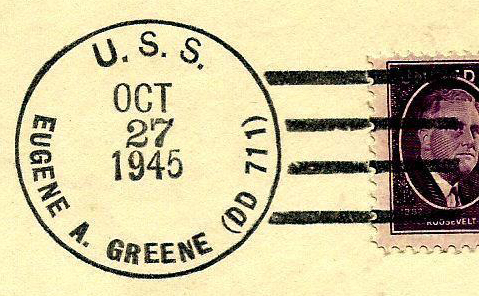 U. S. S.
OCT
27
1945
EUGENE A. GREENE (DD 711)
ROOSEVELT